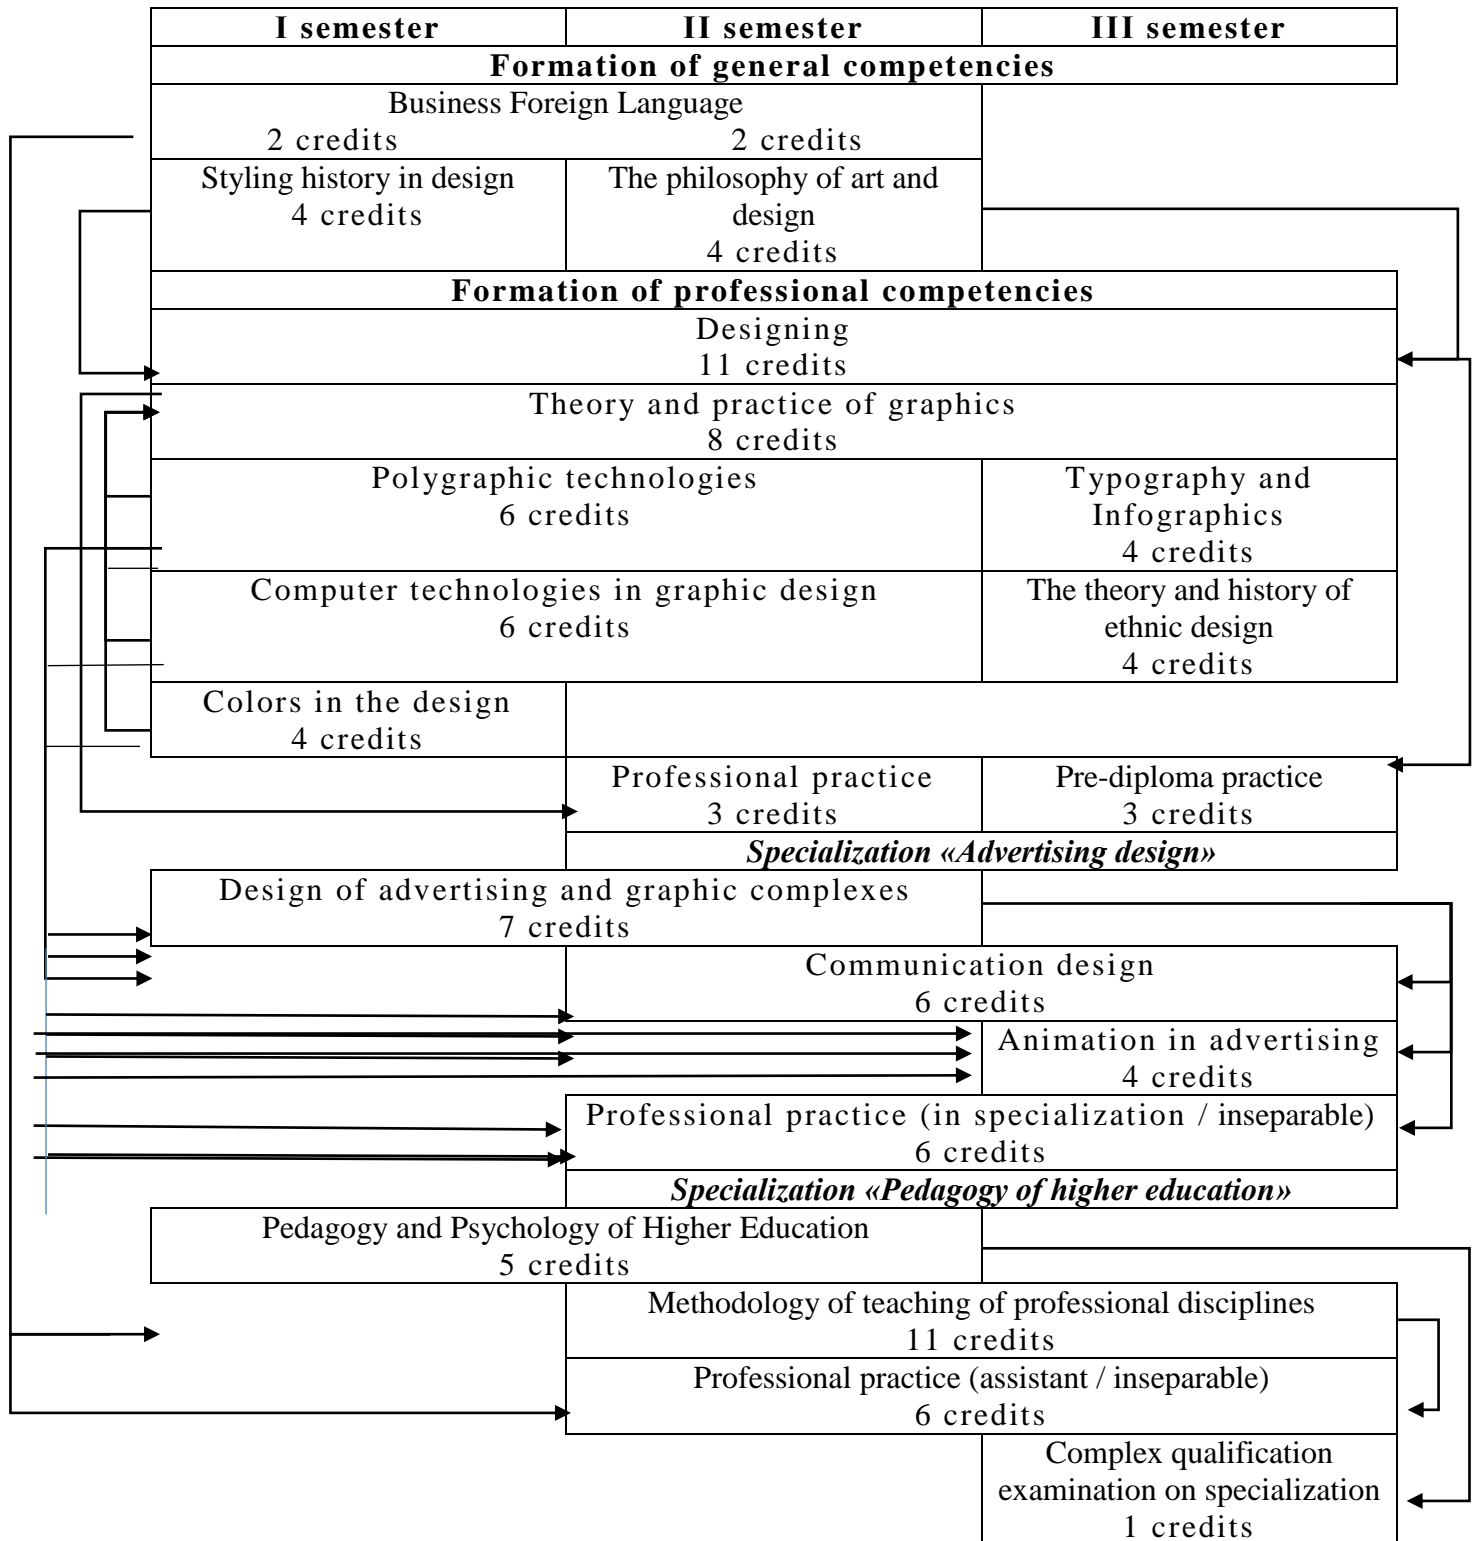 I semester II semester III semester
Formation of general competencies
Business Foreign Language
2 credits 2 credits
Styling history in design
4 credits
The philosophy of art and
design
4 credits
Formation of professional competencies
Designing
11 credits
Theory and practice of graphics
8 credits
Polygraphic technologies
6 credits
Typography and
Infographics
4 credits
Computer technologies in graphic design
6 credits
The theory and history of
ethnic design
4 credits
Colors in the design
4 credits
Professional practice
3 credits
Pre-diploma practice
3 credits
Specialization «Advertising design»
Design of advertising and graphic complexes
7 credits
Communication design
6 credits
Animation in advertising
4 credits
Professional practice (in specialization / inseparable)
6 credits
Specialization «Pedagogy of higher education»
Pedagogy and Psychology of Higher Education
5 credits
Methodology of teaching of professional disciplines
11 credits
Professional practice (assistant / inseparable)
6 credits
Complex qualification
examination on specialization
1 credits